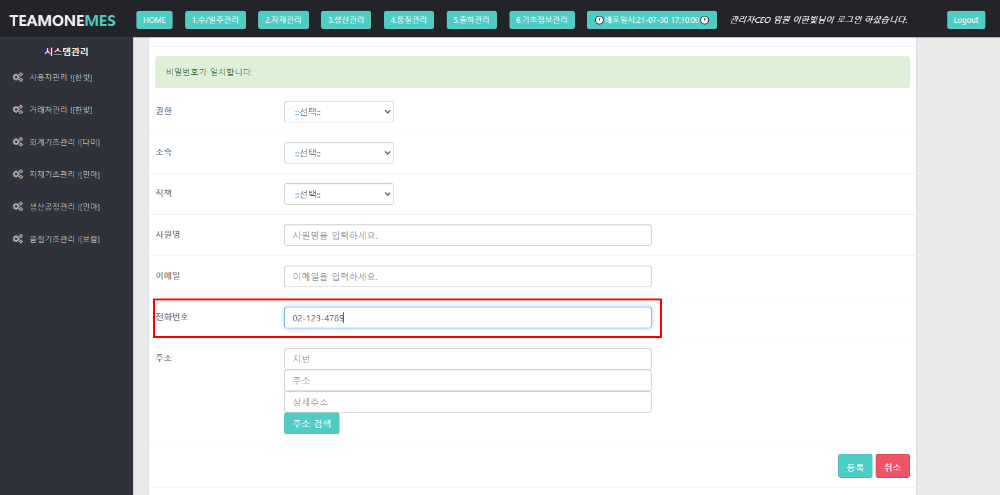 TEAMONEMES HOME 1.수/발주관리 2.자재관리 3.생산관리 4.품질관리 5.출하관리 6.기초정보관리 배포일시:21-07-30 17:10:00 관리자CEO 임원 이한빛님이 로그인 하셨습니다. Logout
시스템관리
사용자관리 ![한빛]
거래처관리 ![한빛]
회계기초관리 ![다미]
자재기초관리 ![민아]
생산공정관리 ![민아]
품질기초관리 ![보람]
비밀번호가 일치합니다.
권한 ::선택::
소속 ::선택::
직책 ::선택::
사원명 사원명을 입력하세요.
이메일 이메일을 입력하세요.
전화번호 02-123-4789
주소 지번
주소
상세주소
주소 검색
등록 취소